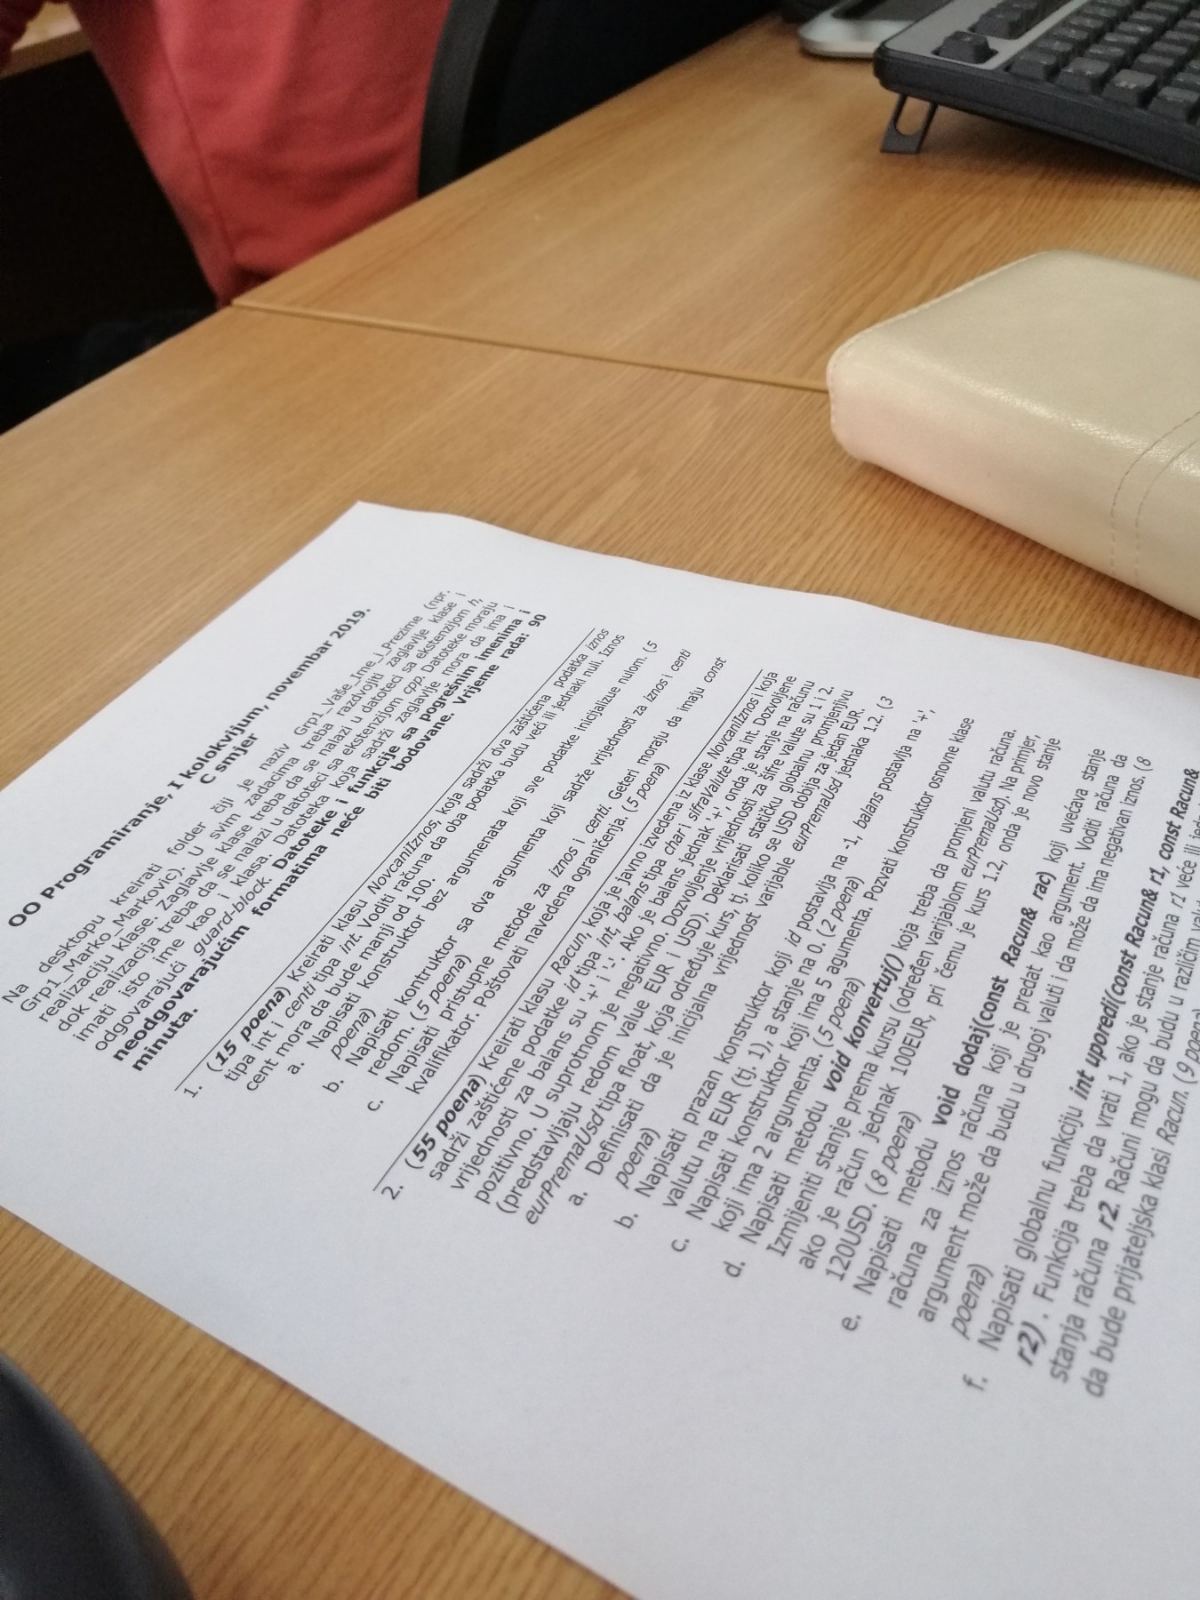 OO Programiranje, I kolokvijum, novembar 2019.
C smjer
Na desktopu kreirati folder čiji je naziv Grp1_Vaše_Ime_i_Prezime (npr.
Grp1_Marko_Markovic). U svim zadacima treba razdvojiti zaglavlje klase i
realizaciju klase. Zaglavlje klase treba da se nalazi u datoteci sa ekstenzijom h,
dok realizacija treba da se nalazi u datoteci sa ekstenzijom cpp. Datoteke moraju
imati isto ime kao i klasa. Datoteka koja sadrži zaglavlje mora da ima i
odgovarajući guard-block. Datoteke i funkcije sa pogrešnim imenima i
neodgovarajućim formatima neće biti bodovane. Vrijeme rada: 90
minuta.
1. (15 poena) Kreirati klasu NovcaniIznos, koja sadrži dva zaštićena podatka iznos
tipa int i centi tipa int. Voditi računa da oba podatka budu veći ili jednaki nuli. Iznos
cent mora da bude manji od 100.
a. Napisati konstruktor bez argumenata koji sve podatke inicijalizue nulom. (5
poena)
b. Napisati kontruktor sa dva argumenta koji sadrže vrijednosti za iznos i centi
redom. (5 poena)
c. Napisati pristupne metode za iznos i centi. Geteri moraju da imaju const
kvalifikator. Poštovati navedena ograničenja. (5 poena)
2. (55 poena) Kreirati klasu Racun, koja je javno izvedena iz klase NovcaniIznos i koja
sadrži zaštićene podatke id tipa int, balans tipa char i sifraValute tipa int. Dozvoljene
vrijednosti za balans su '+' i '-'. Ako je balans jednak '+', onda je stanje na računu
pozitivno. U suprotnom je negativno. Dozvoljenje vrijednosti za šifre valute su 1 i 2.
(predstavljaju redom value EUR i USD). Deklarisati statičku globalnu promjenjivu
eurPremaUsd tipa float, koja određuje kurs, tj. koliko se USD dobija za jedan EUR.
a. Definisati da je inicijalna vrijednost varijable eurPremaUsd jednaka 1.2. (3
poena)
b. Napisati prazan konstruktor koji id postavlja na -1, balans postavlja na '+',
valutu na EUR (tj. 1), a stanje na 0. (2 poena)
c. Napisati konstruktor koji ima 5 agumenta. Pozvati konstruktor osnovne klase
koji ima 2 argumenta. (5 poena)
d. Napisati metodu void konvertuj() koja treba da promjeni valutu računa.
Izmijeniti stanje prema kursu (određen varijablom eurPremaUsd). Na primjer,
ako je račun jednak 100EUR, pri čemu je kurs 1.2, onda je novo stanje
120USD. (8 poena)
e. Napisati metodu void dodaj(const Racun& rac) koji uvećava stanje
računa za iznos računa koji je predat kao argument. Voditi računa da
argument može da budu u drugoj valuti i da može da ima negativan iznos. (8
poena)
f. Napisati globalnu funkciju int uporedi(const Racun& r1, const Racun&
r2) . Funkcija treba da vrati 1, ako je stanje računa r1 veće ili
stanja računa r2. Računi mogu da budu u različim
da bude prijateljska klasi Racun. (9